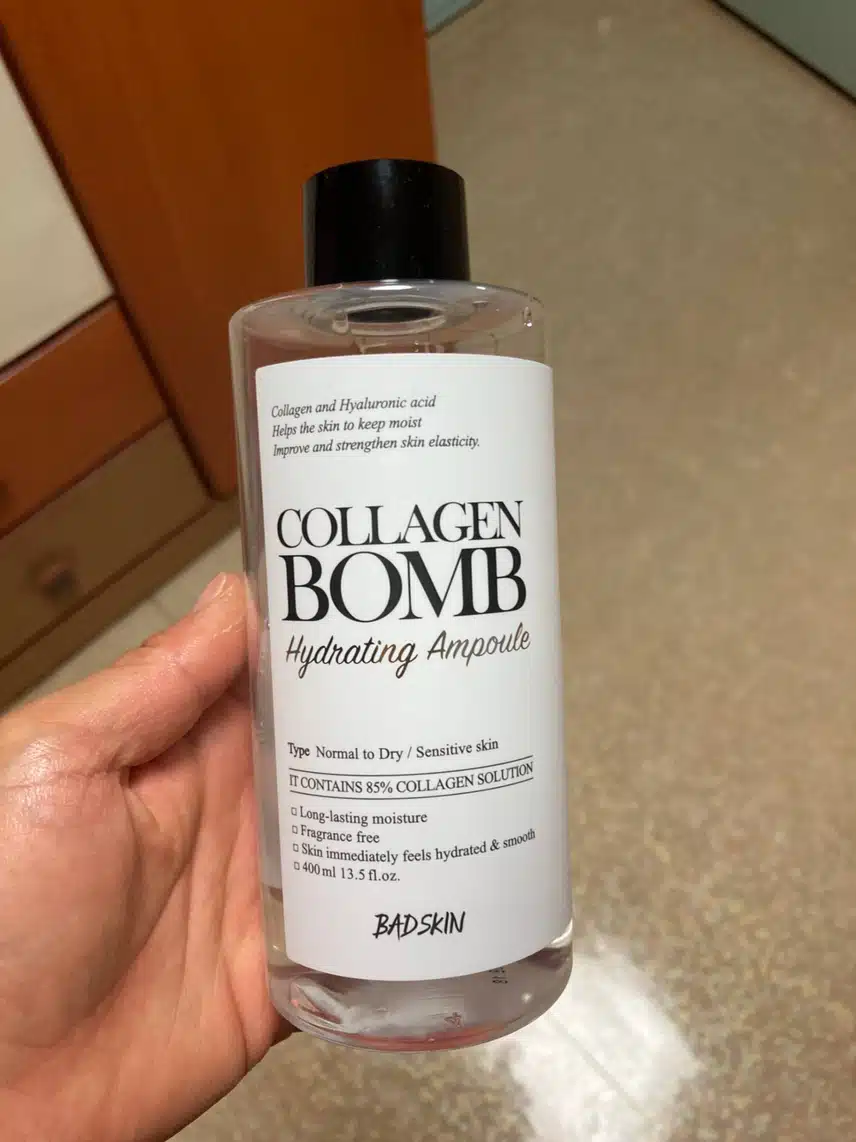 Collagen and Hyaluronic acid
Helps the skin to keep moist
Improve and strengthen skin elasticity.
COLLAGEN
BOMB
Hydrating Ampoule
Type Normal to Dry / Sensitive skin
IT CONTAINS 85% COLLAGEN SOLUTION
□ Long-lasting moisture
□ Fragrance free
□ Skin immediately feels hydrated & smooth
□ 400 ml 13.5 fl.oz.
BADSKIN